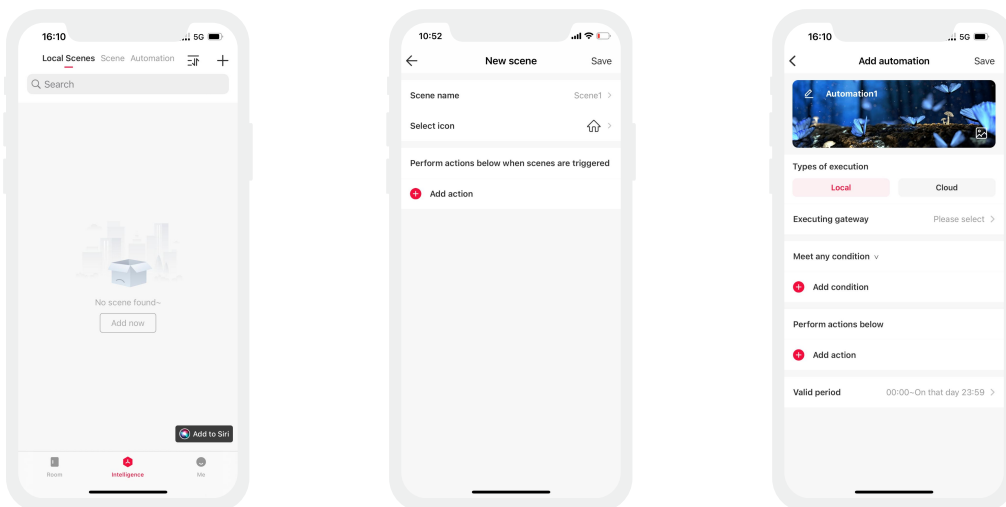 16:10
5G
Local Scenes Scene Automation
Search
No scene found~
Add now
Add to Siri
Room Intelligence Me
10:52
New scene Save
Scene name Scene1 >
Select icon >
Perform actions below when scenes are triggered
Add action
16:10
5G
Add automation Save
Automation1
Types of execution
Local Cloud
Executing gateway Please select >
Meet any condition
Add condition
Perform actions below
Add action
Valid period 00:00~On that day 23:59 >